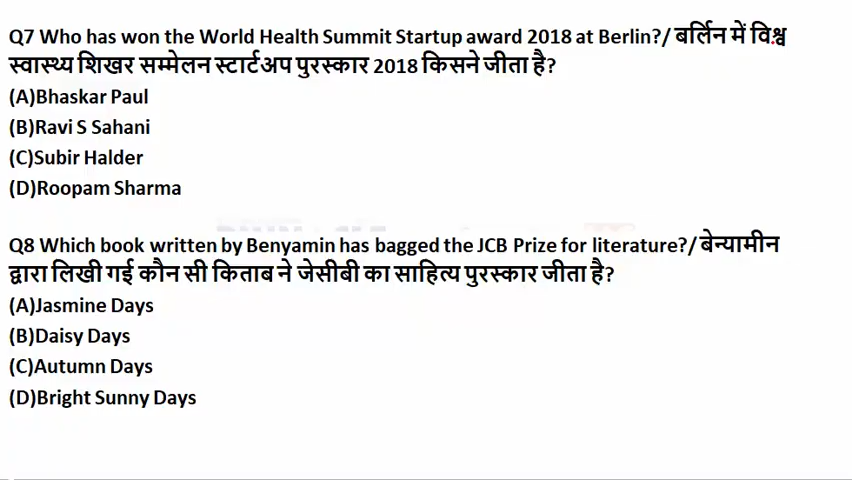 Q7 Who has won the World Health Summit Startup award 2018 at Berlin?/ बर्लिन में विश्व
स्वास्थ्य शिखर सम्मेलन स्टार्टअप पुरस्कार 2018 किसने जीता है?
(A)Bhaskar Paul
(B)Ravi S Sahani
(C)Subir Halder
(D)Roopam Sharma
Q8 Which book written by Benyamin has bagged the JCB Prize for literature?/ बेन्यामीन
द्वारा लिखी गई कौन सी किताब ने जेसीबी का साहित्य पुरस्कार जीता है?
(A)Jasmine Days
(B)Daisy Days
(C)Autumn Days
(D)Bright Sunny Days